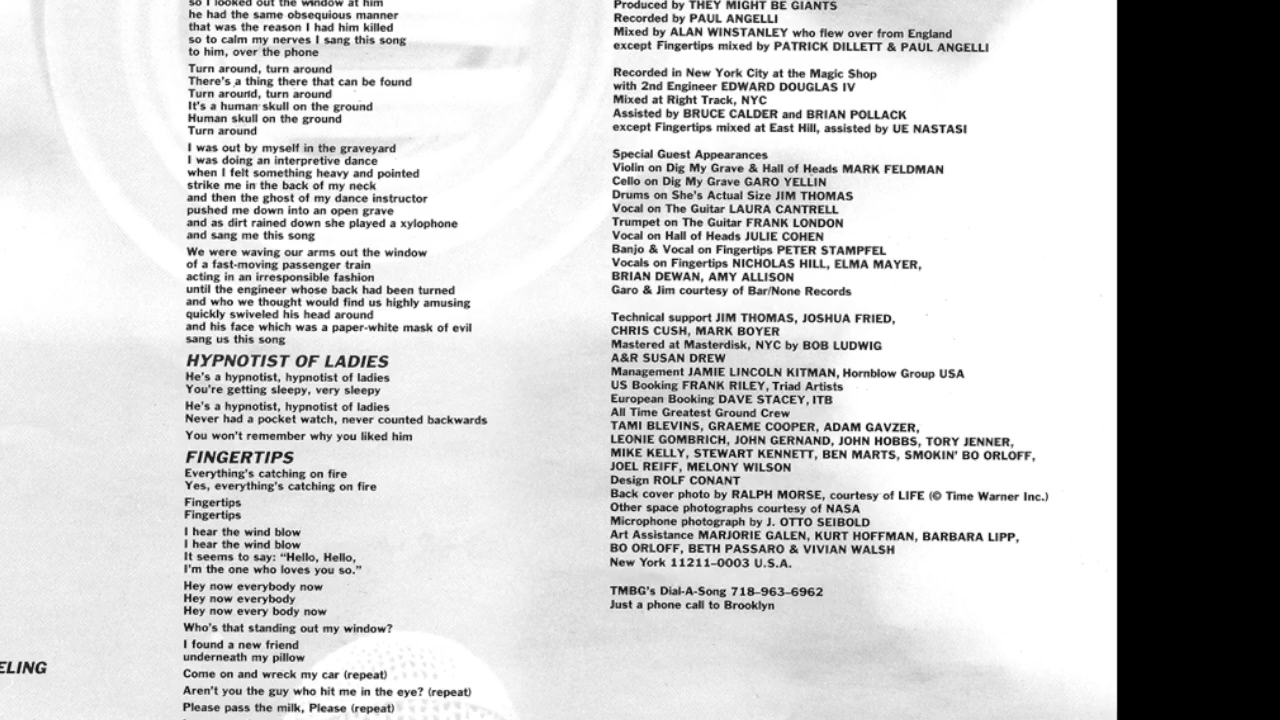 so I looked out the window at him
he had the same obsequious manner
that was the reason I had him killed
so to calm my nerves I sang this song
to him, over the phone
Turn around, turn around
There's a thing there that can be found
Turn around, turn around
It's a human skull on the ground
Human skull on the ground
Turn around
I was out by myself in the graveyard
I was doing an interpretive dance
when I felt something heavy and pointed
strike me in the back of my neck
and then the ghost of my dance instructor
pushed me down into an open grave
and as dirt rained down she played a xylophone
and sang me this song
We were waving our arms out the window
of a fast-moving passenger train
acting in an irresponsible fashion
until the engineer whose back had been turned
and who we thought would find us highly amusing
quickly swiveled his head around
and his face which was a paper-white mask of evil
sang us this song
HYPNOTIST OF LADIES
He's a hypnotist, hypnotist of ladies
You're getting sleepy, very sleepy
He's a hypnotist, hypnotist of ladies
Never had a pocket watch, never counted backwards
You won't remember why you liked him
FINGERTIPS
Everything's catching on fire
Yes, everything's catching on fire
Fingertips
Fingertips
I hear the wind blow
I hear the wind blow
It seems to say: “Hello, Hello,
I'm the one who loves you so.”
Hey now everybody now
Hey now everybody
Hey now every body now
Who's that standing out my window?
I found a new friend
underneath my pillow
Come on and wreck my car (repeat)
Aren't you the guy who hit me in the eye? (repeat)
Please pass the milk, Please (repeat)
ELING
Produced by THEY MIGHT BE GIANTS
Recorded by PAUL ANGELLI
Mixed by ALAN WINSTANLEY who flew over from England
except Fingertips mixed by PATRICK DILLETT & PAUL ANGELLI
Recorded in New York City at the Magic Shop
with 2nd Engineer EDWARD DOUGLAS IV
Mixed at Right Track, NYC
Assisted by BRUCE CALDER and BRIAN POLLACK
except Fingertips mixed at East Hill, assisted by UE NASTASI
Special Guest Appearances
Violin on Dig My Grave & Hall of Heads MARK FELDMAN
Cello on Dig My Grave GARO YELLIN
Drums on She's Actual Size JIM THOMAS
Vocal on The Guitar LAURA CANTRELL
Trumpet on The Guitar FRANK LONDON
Vocal on Hall of Heads JULIE COHEN
Banjo & Vocal on Fingertips PETER STAMPFEL
Vocals on Fingertips NICHOLAS HILL, ELMA MAYER,
BRIAN DEWAN, AMY ALLISON
Garo & Jim courtesy of Bar/None Records
Technical support JIM THOMAS, JOSHUA FRIED,
CHRIS CUSH, MARK BOYER
Mastered at Masterdisk, NYC by BOB LUDWIG
A&R SUSAN DREW
Management JAMIE LINCOLN KITMAN, Hornblow Group USA
US Booking FRANK RILEY, Triad Artists
European Booking DAVE STACEY, ITB
All Time Greatest Ground Crew
TAMI BLEVINS, GRAEME COOPER, ADAM GAVZER,
LEONIE GOMBRICH, JOHN GERNAND, JOHN HOBBS, TORY JENNER,
MIKE KELLY, STEWART KENNETT, BEN MARTS, SMOKIN' BO ORLOFF,
JOEL REIFF, MELONY WILSON
Design ROLF CONANT
Back cover photo by RALPH MORSE, courtesy of LIFE (© Time Warner Inc.)
Other space photographs courtesy of NASA
Microphone photograph by J. OTTO SEIBOLD
Art Assistance MARJORIE GALEN, KURT HOFFMAN, BARBARA LIPP,
BO ORLOFF, BETH PASSARO & VIVIAN WALSH
New York 11211–0003 U.S.A.
TMBG's Dial-A-Song 718–963–6962
Just a phone call to Brooklyn